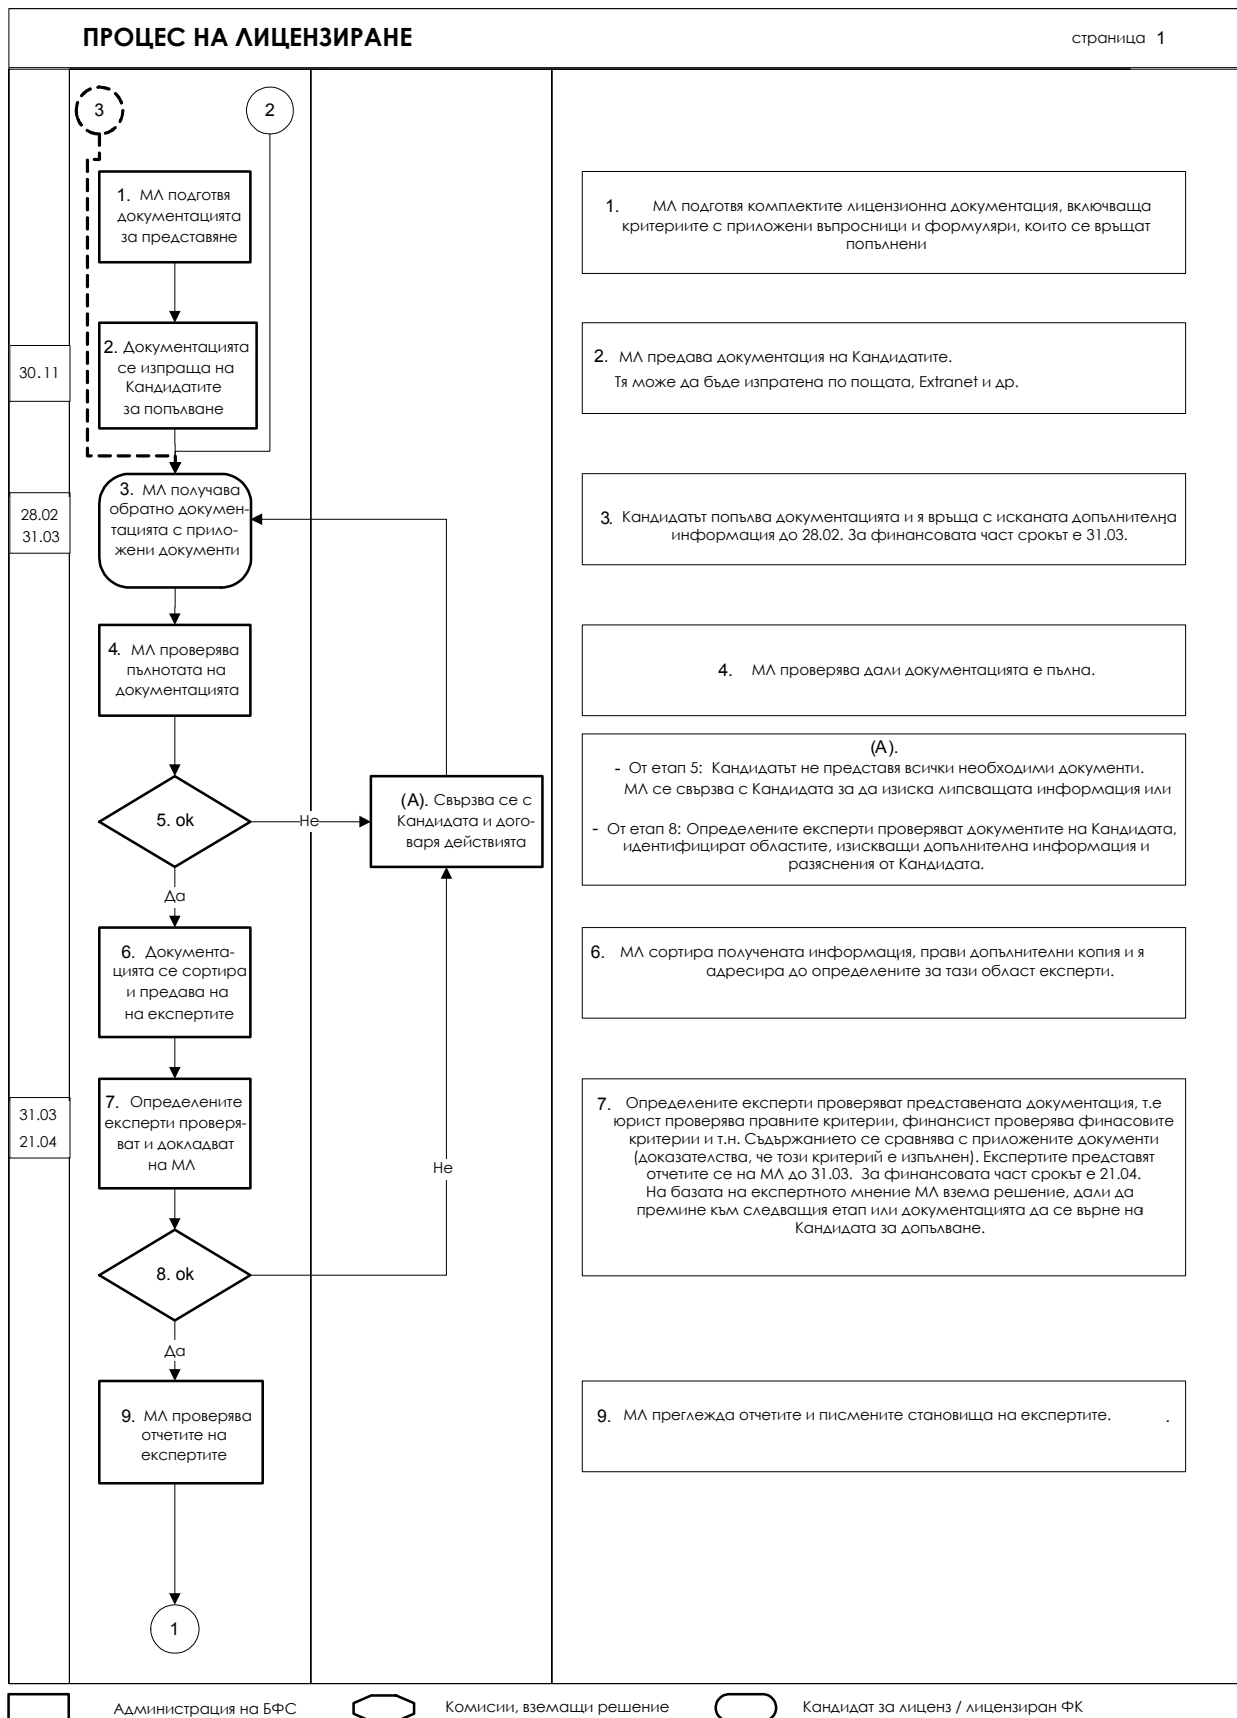 ПРОЦЕС НА ЛИЦЕНЗИРАНЕ
страница 1
3
2
1. МЛ подготвя
документацията
за представяне
1. МЛ подготвя комплектите лицензионна документация, включваща
критериите с приложени въпросници и формуляри, които се връщат
попълнени
30.11
2. Документацията
се изпраща на
Кандидатите
за попълване
2. МЛ предава документация на Кандидатите.
Тя може да бъде изпратена по пощата, Extranet и др.
28.02
31.03
3. МЛ получава
обратно докумен-
тацията с прило-
жени документи
3. Кандидатът попълва документацията и я връща с исканата допълнителна
информация до 28.02. За финансовата част срокът е 31.03.
4. МЛ проверява
пълнотата на
документацията
4. МЛ проверява дали документацията е пълна.
5. ok
Не
(А). Свързва се с
Кандидата и дого-
варя действията
(А).
- От етап 5: Кандидатът не представя всички необходими документи.
МЛ се свързва с Кандидата за да изиска липсващата информация или
- От етап 8: Определените експерти проверяват документите на Кандидата,
идентифицират областите, изискващи допълнителна информация и
разяснения от Кандидата.
Да
6. Документа-
цията се сортира
и предава на
на експертите
6. МЛ сортира получената информация, прави допълнителни копия и я
адресира до определените за тази област експерти.
31.03
21.04
7. Определените
експерти проверя-
ват и докладват
на МЛ
Не
7. Определените експерти проверяват представената документация, т.е
юрист проверява правните критерии, финансист проверява финасовите
критерии и т.н. Съдържанието се сравнява с приложените документи
(доказателства, че този критерий е изпълнен). Експертите представят
отчетите се на МЛ до 31.03. За финансовата част срокът е 21.04.
На базата на експертното мнение МЛ взема решение, дали да
премине към следващия етап или документацията да се върне на
Кандидата за допълване.
8. ok
Да
9. МЛ проверява
отчетите на
експертите
9. МЛ преглежда отчетите и писмените становища на експертите. .
1
Администрация на БФС
Комисии, вземащи решение
Кандидат за лиценз / лицензиран ФК